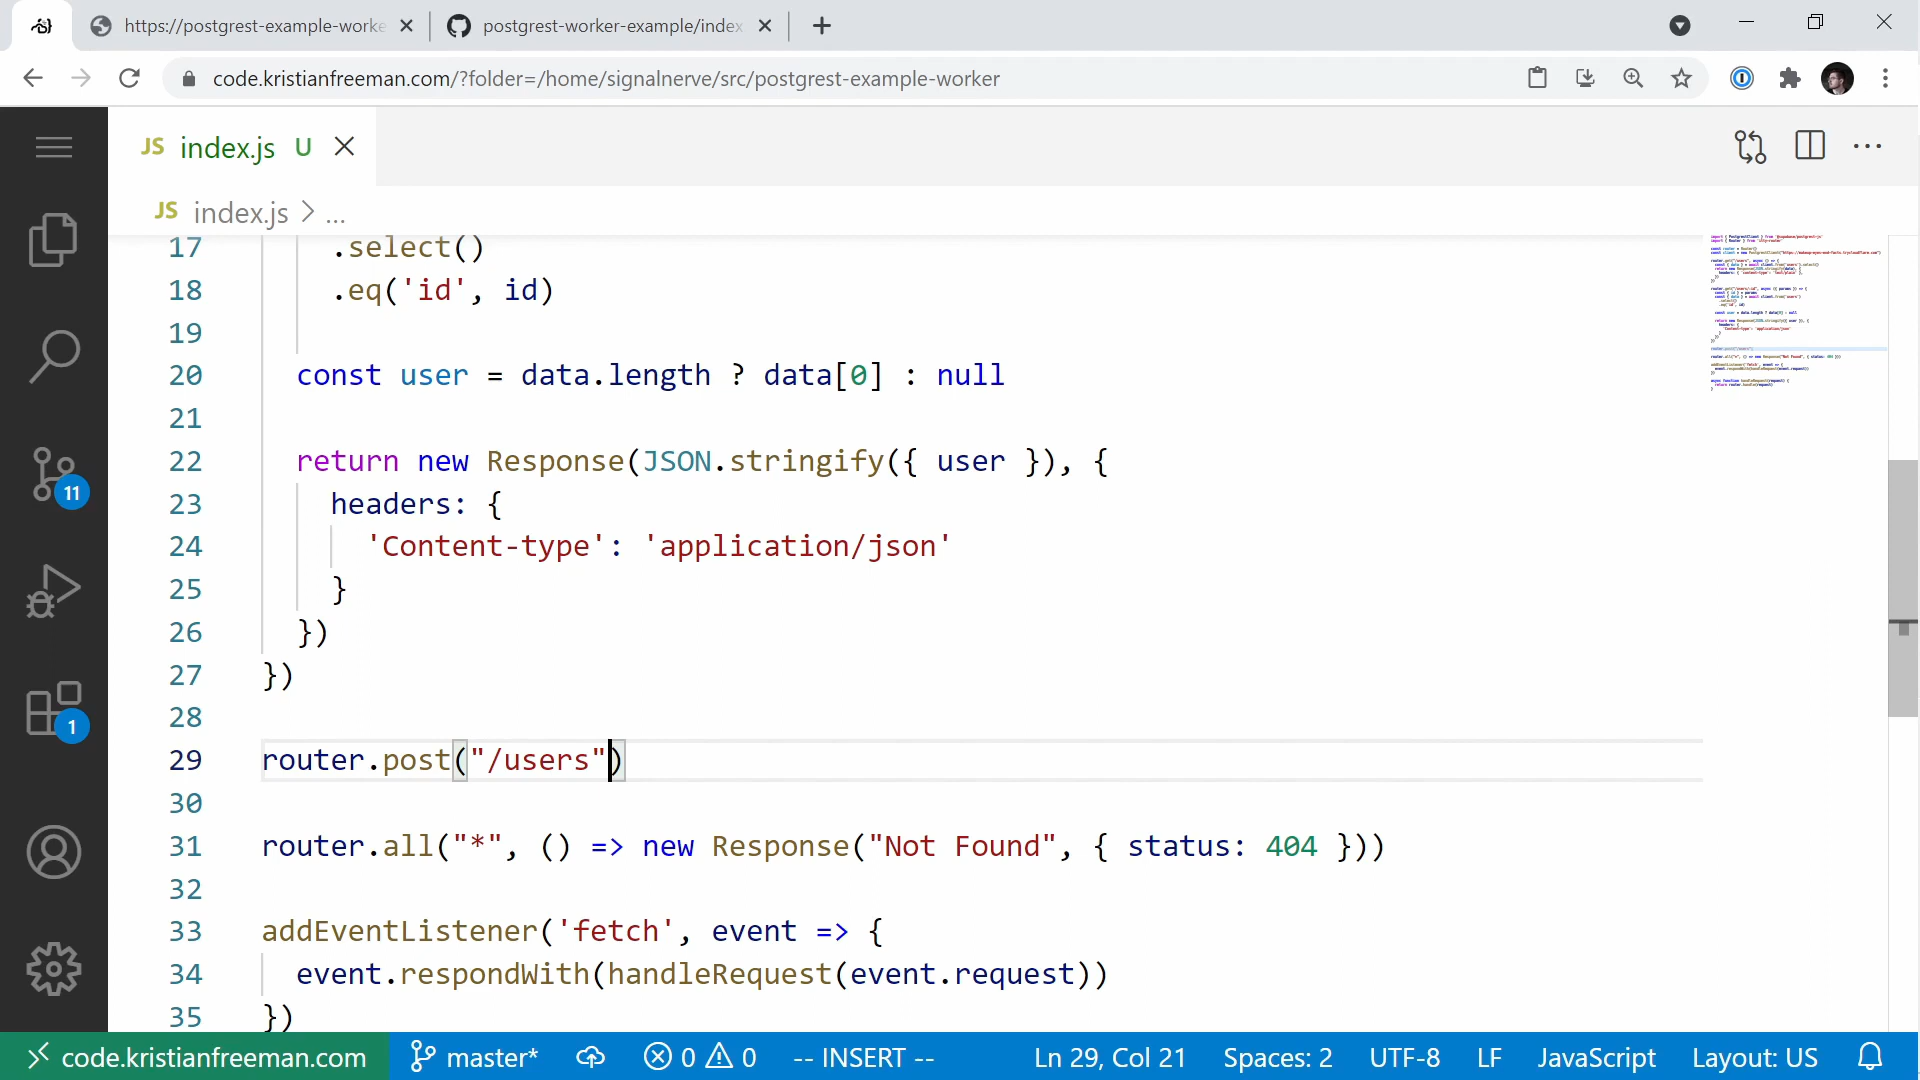 https://postgrest-example-worke
postgrest-worker-example/index
code.kristianfreeman.com/?folder=/home/signalnerve/src/postgrest-example-worker
JS index.js U
JS index.js > ...
17 .select()
18 .eq('id', id)
19
20 const user = data.length ? data[0] : null
21
22 return new Response(JSON.stringify({ user }), {
23 headers: {
24 'Content-type': 'application/json'
25 }
26 })
27 })
28
29 router.post("/users")
30
31 router.all("*", () => new Response("Not Found", { status: 404 }))
32
33 addEventListener('fetch', event => {
34 event.respondWith(handleRequest(event.request))
35 })
11
1
code.kristianfreeman.com master* 0 0 -- INSERT -- Ln 29, Col 21 Spaces: 2 UTF-8 LF JavaScript Layout: US